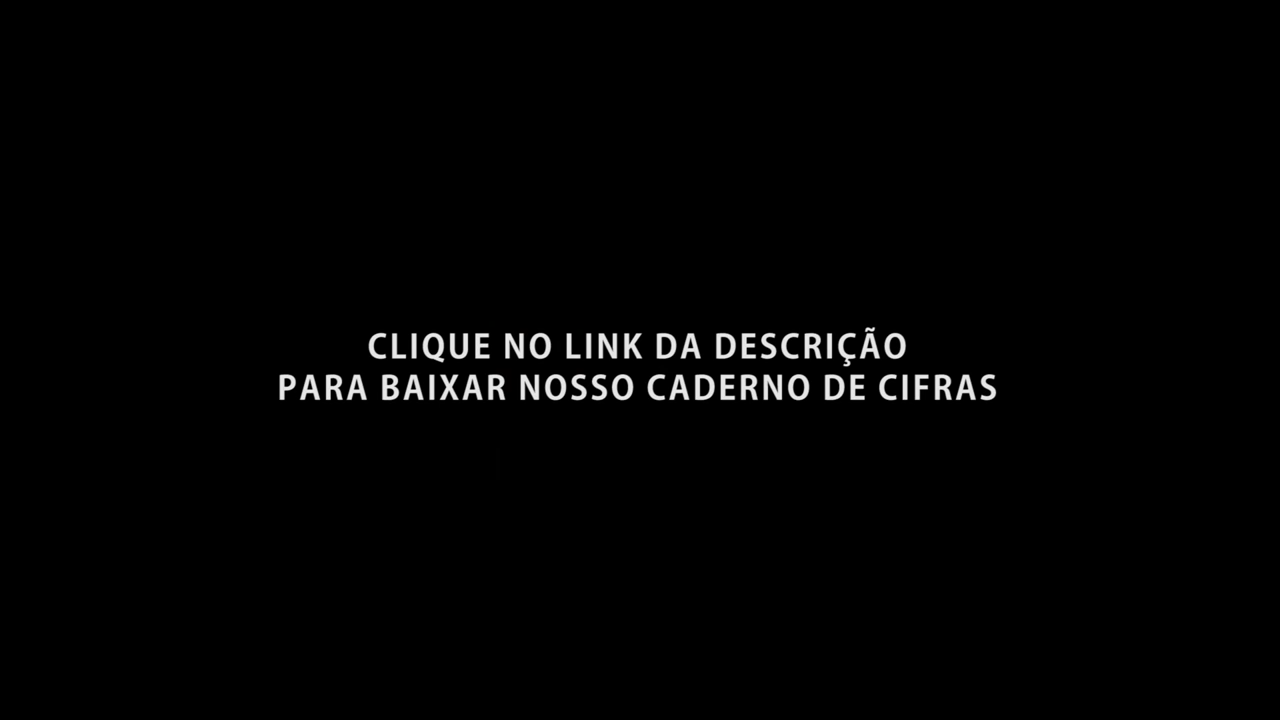 CLIQUE NO LINK DA DESCRIÇÃO
PARA BAIXAR NOSSO CADERNO DE CIFRAS